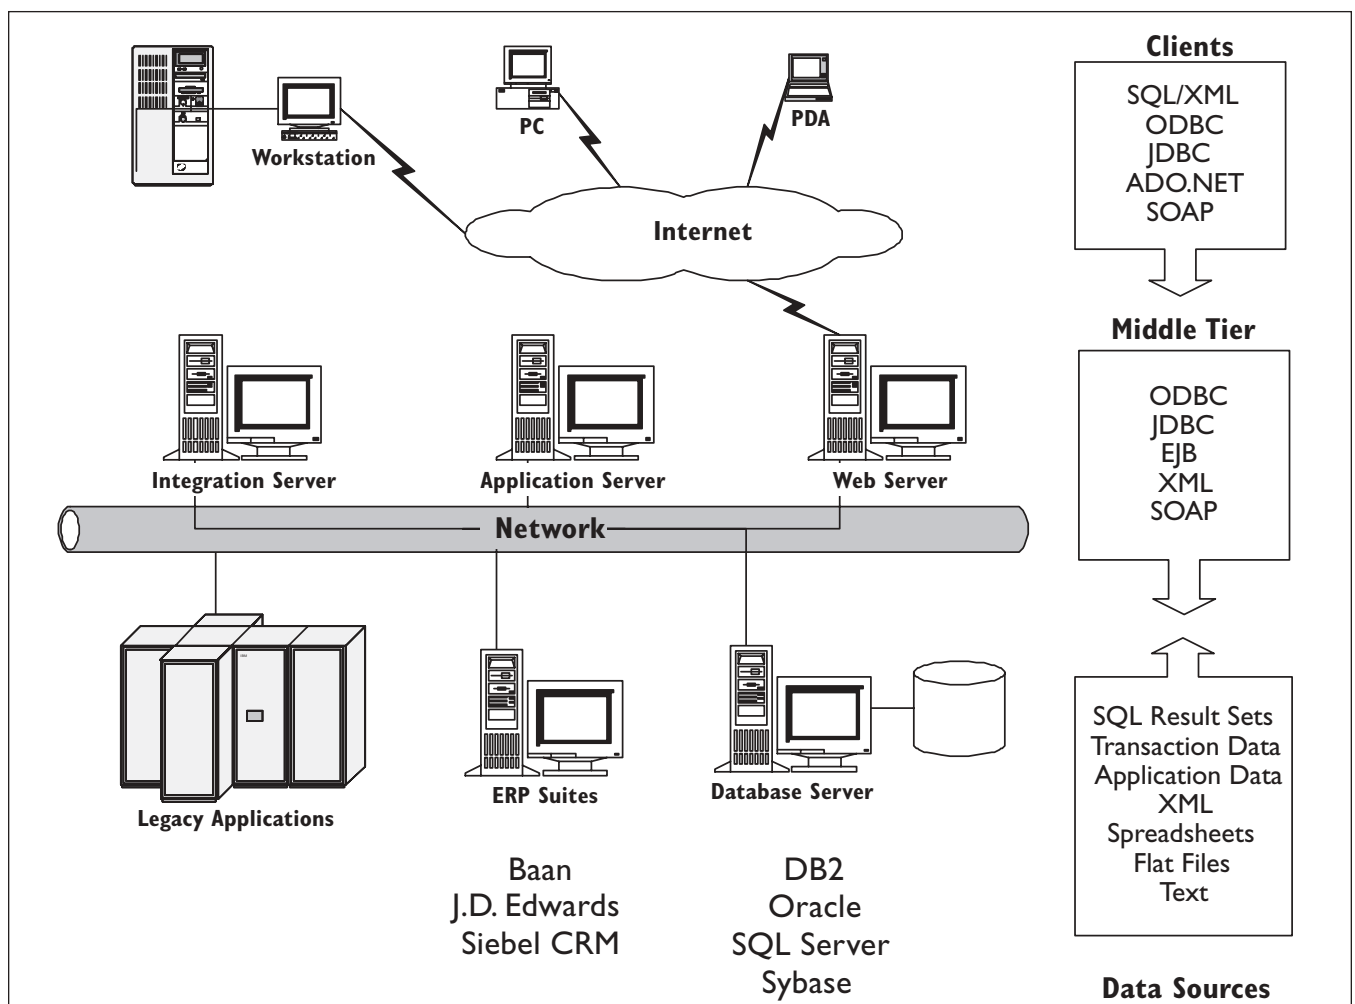 Clients
SQL/XML
ODBC
JDBC
ADO.NET
SOAP
Workstation
PC
PDA
Internet
Middle Tier
ODBC
JDBC
EJB
XML
SOAP
Integration Server
Application Server
Web Server
Network
Legacy Applications
ERP Suites
Database Server
Baan
J.D. Edwards
Siebel CRM
DB2
Oracle
SQL Server
Sybase
SQL Result Sets
Transaction Data
Application Data
XML
Spreadsheets
Flat Files
Text
Data Sources